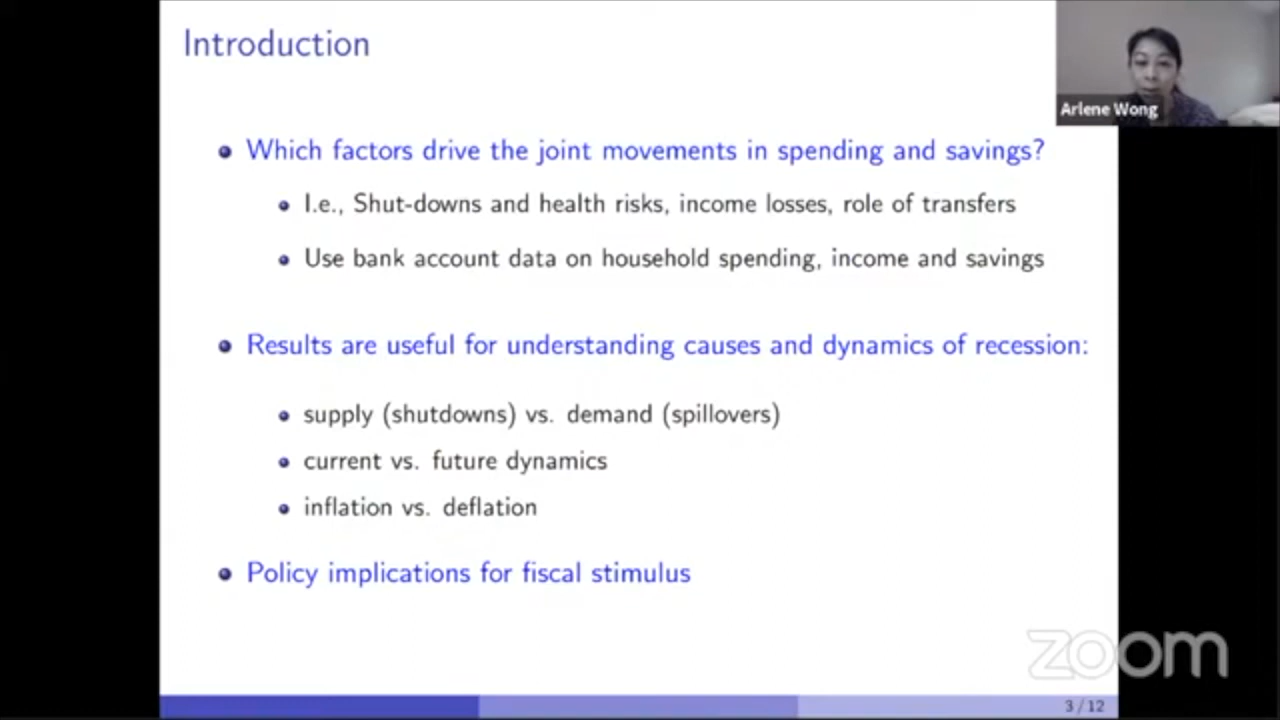 Introduction
Arlene Wong
Which factors drive the joint movements in spending and savings?
I.e., Shut-downs and health risks, income losses, role of transfers
Use bank account data on household spending, income and savings
Results are useful for understanding causes and dynamics of recession:
supply (shutdowns) vs. demand (spillovers)
current vs. future dynamics
inflation vs. deflation
Policy implications for fiscal stimulus
zoom
3 / 12